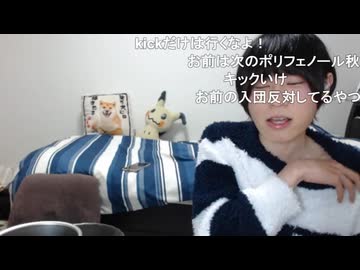 kickだけは行くなよ！
お前は次のポリフェノール秋
キックいけ
お前の入団反対してるやつ